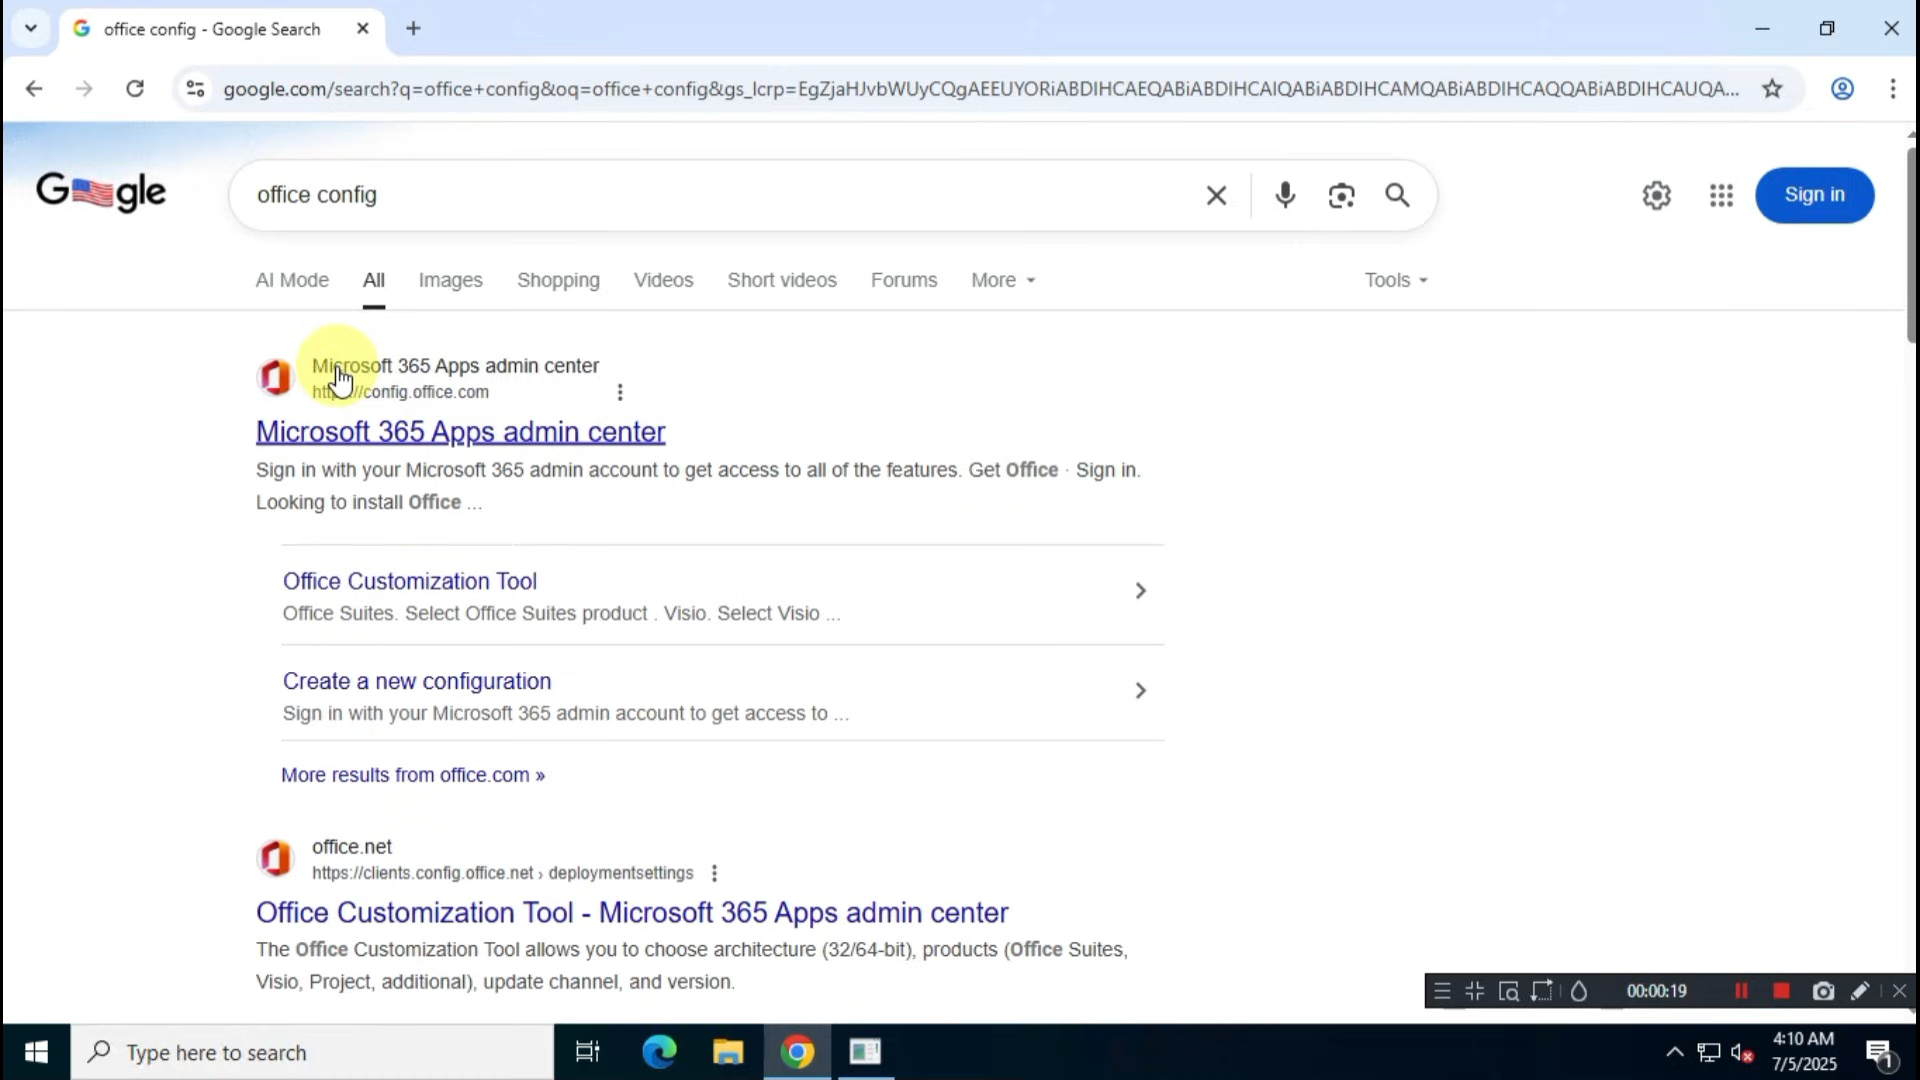 office config - Google Search
google.com/search?q=office+config&oq=office+config&gs_lcrp=EgZjaHJvbWUyCQgAEEUYORiABDIHCAEQABiABDIHCAIQABiABDIHCAMQABiABDIHCAQQABiABDIHCAUQA...
Google
office config
Sign in
AI Mode All Images Shopping Videos Short videos Forums More Tools
Microsoft 365 Apps admin center
https://config.office.com
Microsoft 365 Apps admin center
Sign in with your Microsoft 365 admin account to get access to all of the features. Get Office · Sign in.
Looking to install Office ...
Office Customization Tool
Office Suites. Select Office Suites product . Visio. Select Visio ...
Create a new configuration
Sign in with your Microsoft 365 admin account to get access to ...
More results from office.com »
office.net
https://clients.config.office.net › deploymentsettings
Office Customization Tool - Microsoft 365 Apps admin center
The Office Customization Tool allows you to choose architecture (32/64-bit), products (Office Suites,
Visio, Project, additional), update channel, and version.
00:00:19
Type here to search
4:10 AM
7/5/2025
1